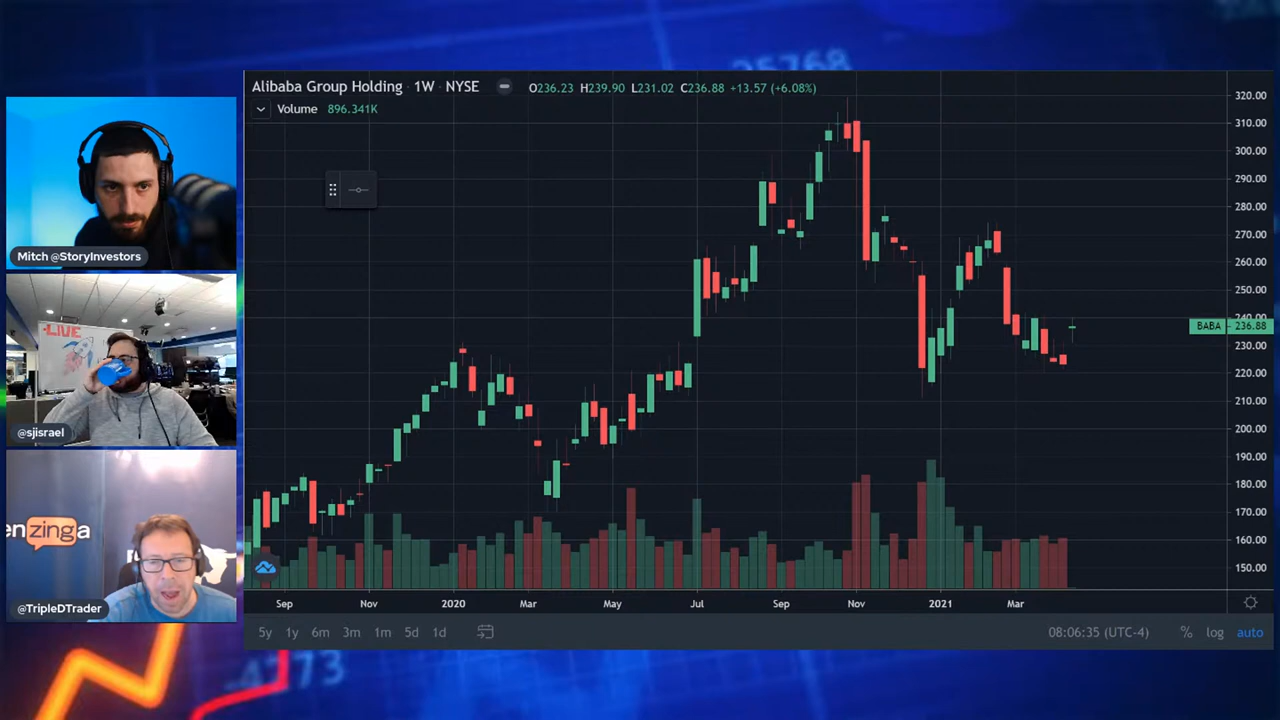 25768
Alibaba Group Holding · 1W · NYSE O236.23 H239.90 L231.02 C236.88 +13.57 (+6.08%)
Volume 896.341K
320.00
310.00
300.00
290.00
280.00
270.00
260.00
250.00
240.00
BABA 236.88
230.00
220.00
210.00
200.00
190.00
180.00
170.00
160.00
150.00
Sep Nov 2020 Mar May Jul Sep Nov 2021 Mar
5y 1y 6m 3m 1m 5d 1d 08:06:35 (UTC-4) % log auto
Mitch @StoryInvestors
LIVE
@sjisrael
enzinga
@TripleDTrader
4773